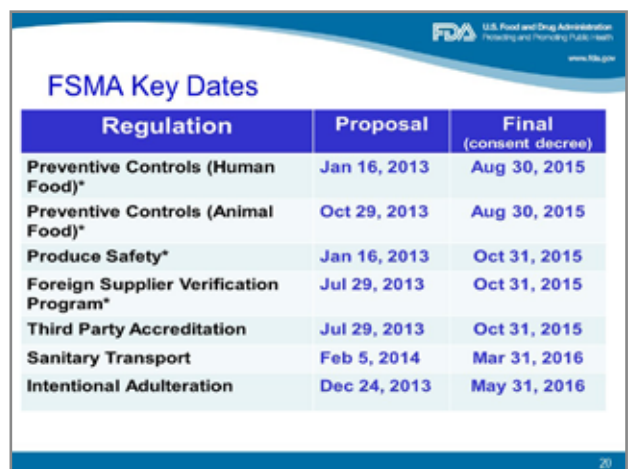 FDA U.S. Food and Drug Administration
Protecting and Promoting Public Health
www.fda.gov
FSMA Key Dates
Regulation Proposal Final
(consent decree)
Preventive Controls (Human Jan 16, 2013 Aug 30, 2015
Food)*
Preventive Controls (Animal Oct 29, 2013 Aug 30, 2015
Food)*
Produce Safety* Jan 16, 2013 Oct 31, 2015
Foreign Supplier Verification Jul 29, 2013 Oct 31, 2015
Program*
Third Party Accreditation Jul 29, 2013 Oct 31, 2015
Sanitary Transport Feb 5, 2014 Mar 31, 2016
Intentional Adulteration Dec 24, 2013 May 31, 2016
20